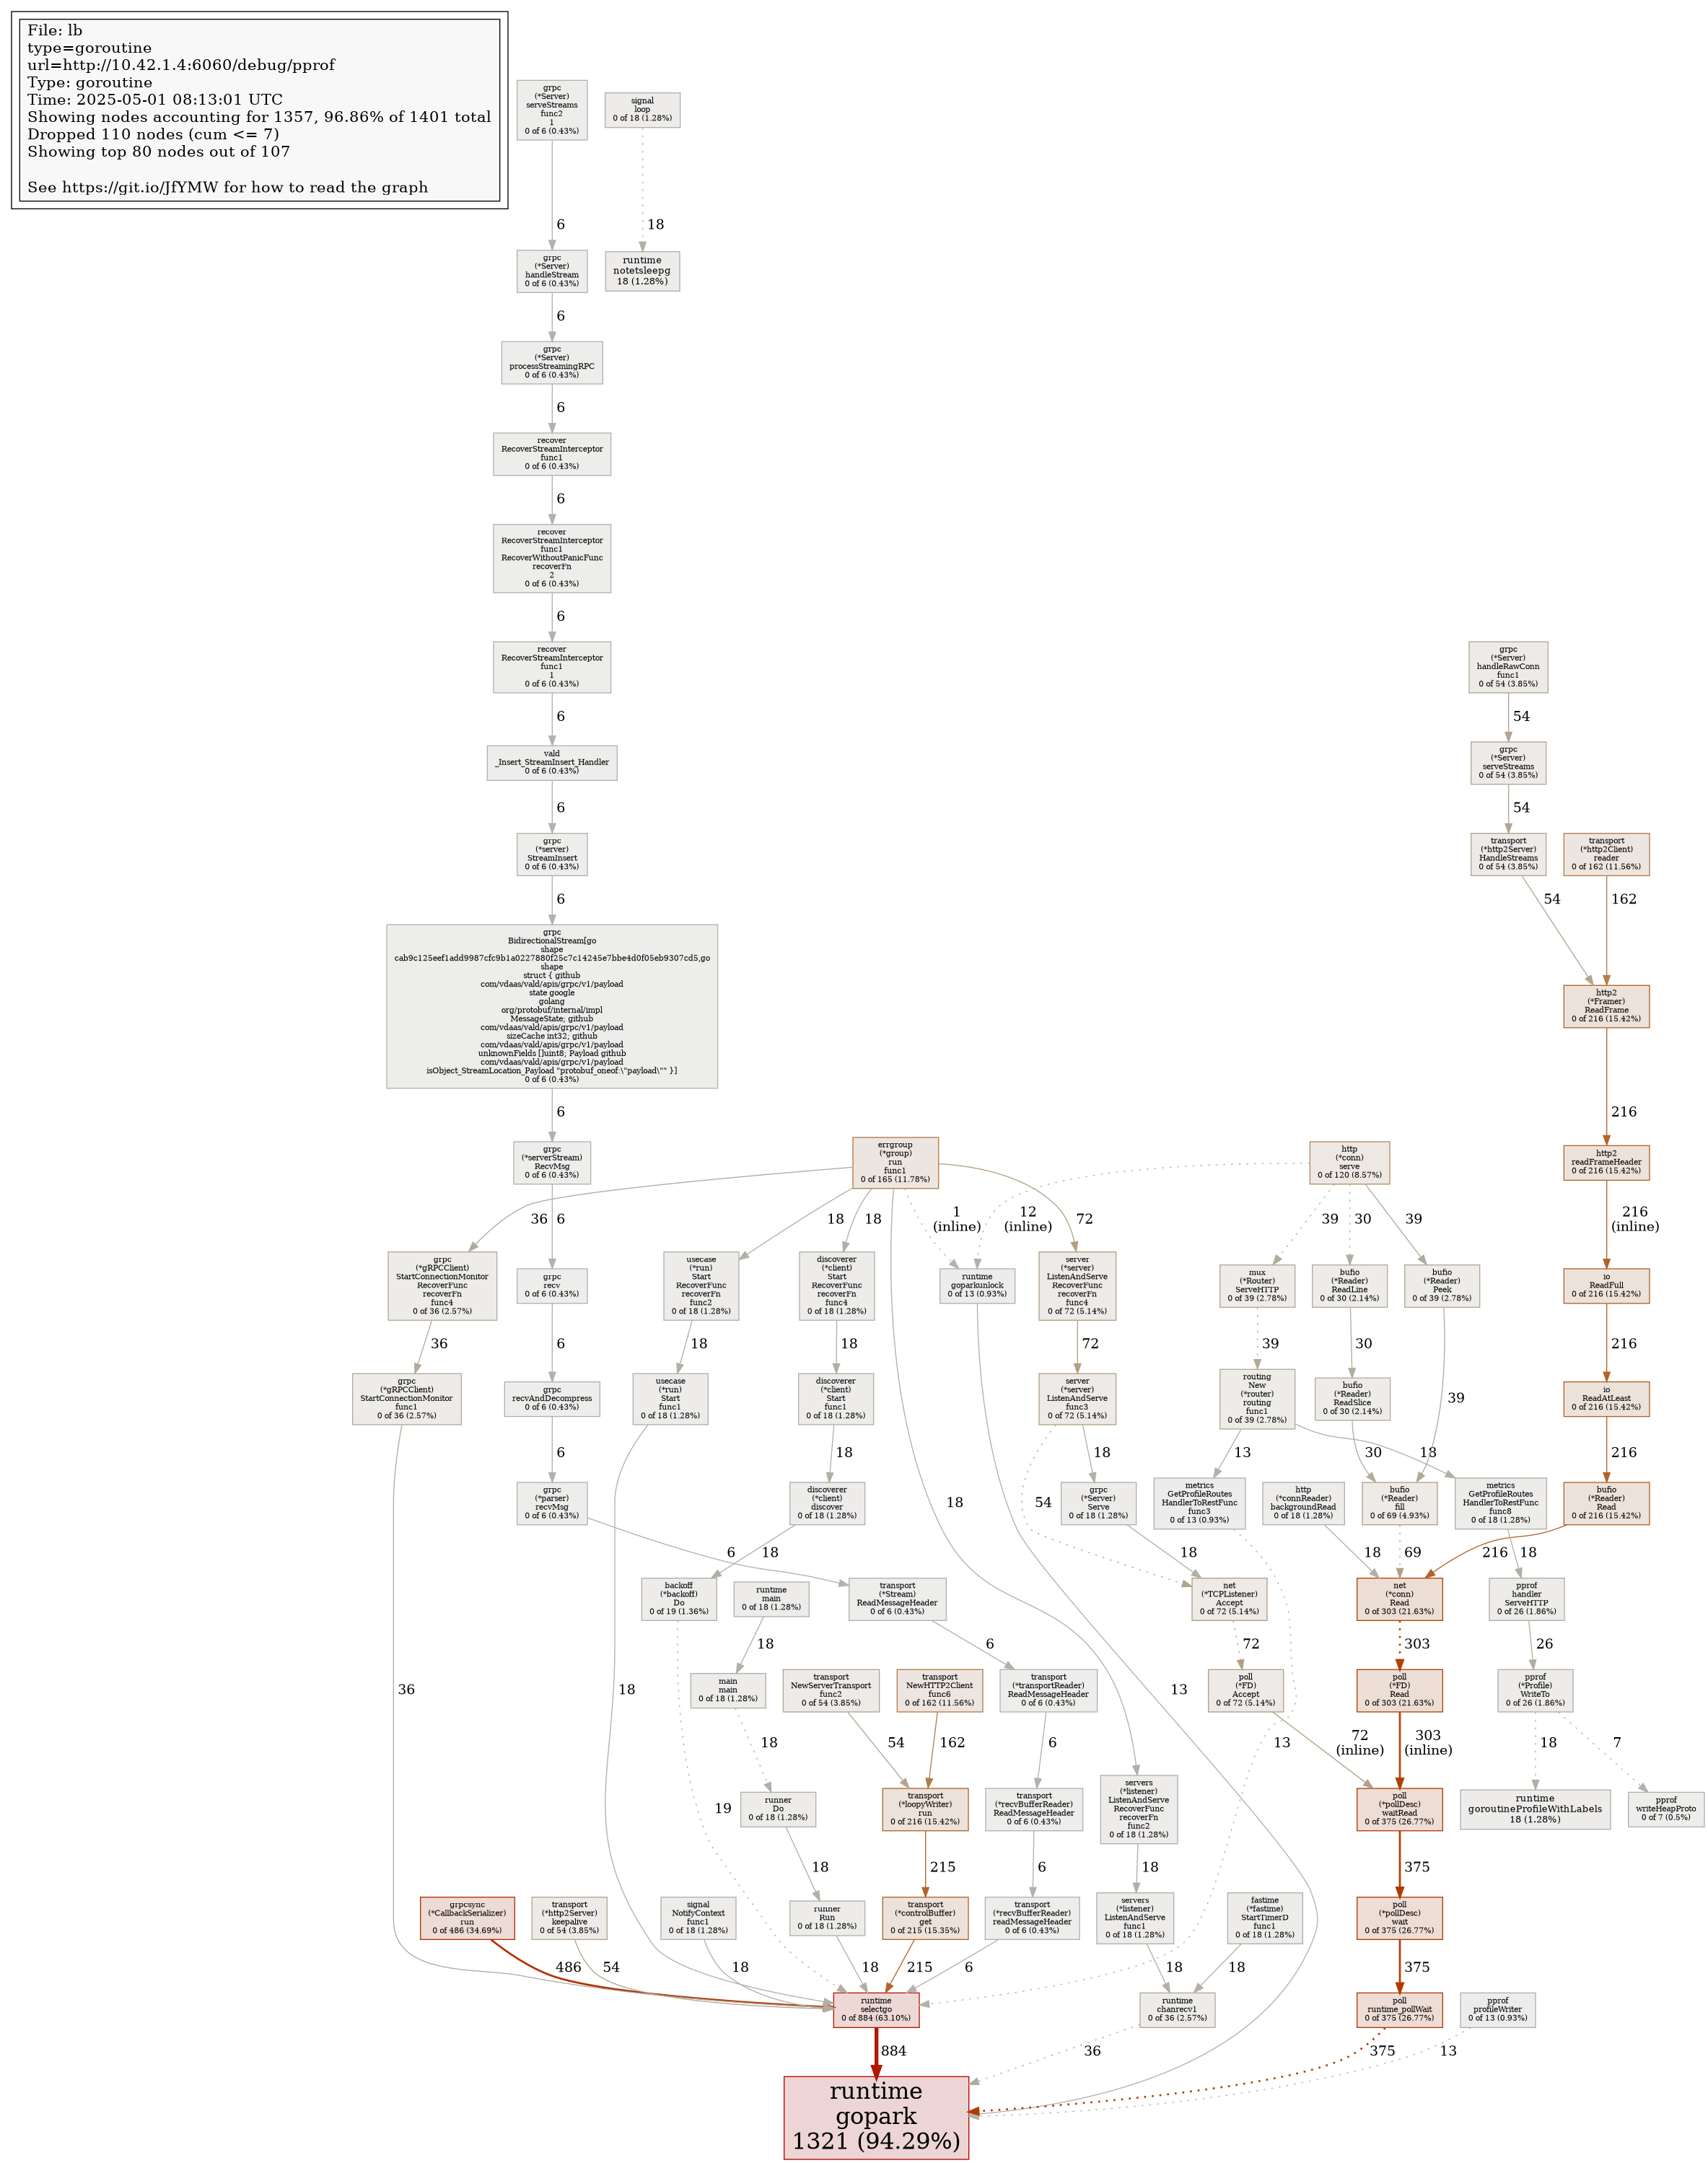 File: lb
type=goroutine
url=http://10.42.1.4:6060/debug/pprof
Type: goroutine
Time: 2025-05-01 08:13:01 UTC
Showing nodes accounting for 1357, 96.86% of 1401 total
Dropped 110 nodes (cum <= 7)
Showing top 80 nodes out of 107
See https://git.io/JfYMW for how to read the graph
grpc
(*Server)
serveStreams
func2
1
0 of 6 (0.43%)
signal
loop
0 of 18 (1.28%)
6
18
grpc
(*Server)
handleStream
0 of 6 (0.43%)
runtime
notetsleepg
18 (1.28%)
6
grpc
(*Server)
processStreamingRPC
0 of 6 (0.43%)
6
recover
RecoverStreamInterceptor
func1
0 of 6 (0.43%)
6
recover
RecoverStreamInterceptor
func1
RecoverWithoutPanicFunc
recoverFn
2
0 of 6 (0.43%)
6
recover
RecoverStreamInterceptor
func1
1
0 of 6 (0.43%)
grpc
(*Server)
handleRawConn
func1
0 of 54 (3.85%)
6
54
vald
_Insert_StreamInsert_Handler
0 of 6 (0.43%)
grpc
(*Server)
serveStreams
0 of 54 (3.85%)
6
54
grpc
(*server)
StreamInsert
0 of 6 (0.43%)
transport
(*http2Server)
HandleStreams
0 of 54 (3.85%)
transport
(*http2Client)
reader
0 of 162 (11.56%)
6
54
162
grpc
BidirectionalStream[go
shape
cab9c125eef1add9987cfc9b1a0227880f25c7c14245e7bbe4d0f05eb9307cd5,go
shape
struct { github
com/vdaas/vald/apis/grpc/v1/payload
state google
golang
org/protobuf/internal/impl
MessageState; github
com/vdaas/vald/apis/grpc/v1/payload
sizeCache int32; github
com/vdaas/vald/apis/grpc/v1/payload
unknownFields []uint8; Payload github
com/vdaas/vald/apis/grpc/v1/payload
isObject_StreamLocation_Payload "protobuf_oneof:\"payload\"" }]
0 of 6 (0.43%)
http2
(*Framer)
ReadFrame
0 of 216 (15.42%)
6
216
grpc
(*serverStream)
RecvMsg
0 of 6 (0.43%)
errgroup
(*group)
run
func1
0 of 165 (11.78%)
http
(*conn)
serve
0 of 120 (8.57%)
http2
readFrameHeader
0 of 216 (15.42%)
36
6
18
18
1
(inline)
12
(inline)
72
39
30
39
216
(inline)
grpc
(*gRPCClient)
StartConnectionMonitor
RecoverFunc
recoverFn
func4
0 of 36 (2.57%)
grpc
recv
0 of 6 (0.43%)
usecase
(*run)
Start
RecoverFunc
recoverFn
func2
0 of 18 (1.28%)
discoverer
(*client)
Start
RecoverFunc
recoverFn
func4
0 of 18 (1.28%)
runtime
goparkunlock
0 of 13 (0.93%)
server
(*server)
ListenAndServe
RecoverFunc
recoverFn
func4
0 of 72 (5.14%)
mux
(*Router)
ServeHTTP
0 of 39 (2.78%)
bufio
(*Reader)
ReadLine
0 of 30 (2.14%)
bufio
(*Reader)
Peek
0 of 39 (2.78%)
io
ReadFull
0 of 216 (15.42%)
36
6
18
18
72
39
30
216
grpc
(*gRPCClient)
StartConnectionMonitor
func1
0 of 36 (2.57%)
grpc
recvAndDecompress
0 of 6 (0.43%)
usecase
(*run)
Start
func1
0 of 18 (1.28%)
discoverer
(*client)
Start
func1
0 of 18 (1.28%)
server
(*server)
ListenAndServe
func3
0 of 72 (5.14%)
routing
New
(*router)
routing
func1
0 of 39 (2.78%)
bufio
(*Reader)
ReadSlice
0 of 30 (2.14%)
39
io
ReadAtLeast
0 of 216 (15.42%)
6
18
18
54
18
13
30
18
216
grpc
(*parser)
recvMsg
0 of 6 (0.43%)
discoverer
(*client)
discover
0 of 18 (1.28%)
grpc
(*Server)
Serve
0 of 18 (1.28%)
metrics
GetProfileRoutes
HandlerToRestFunc
func3
0 of 13 (0.93%)
http
(*connReader)
backgroundRead
0 of 18 (1.28%)
bufio
(*Reader)
fill
0 of 69 (4.93%)
metrics
GetProfileRoutes
HandlerToRestFunc
func8
0 of 18 (1.28%)
bufio
(*Reader)
Read
0 of 216 (15.42%)
6
18
18
18
69
216
18
backoff
(*backoff)
Do
0 of 19 (1.36%)
runtime
main
0 of 18 (1.28%)
transport
(*Stream)
ReadMessageHeader
0 of 6 (0.43%)
net
(*TCPListener)
Accept
0 of 72 (5.14%)
net
(*conn)
Read
0 of 303 (21.63%)
pprof
handler
ServeHTTP
0 of 26 (1.86%)
18
6
72
303
26
36
18
main
main
0 of 18 (1.28%)
transport
NewServerTransport
func2
0 of 54 (3.85%)
transport
NewHTTP2Client
func6
0 of 162 (11.56%)
transport
(*transportReader)
ReadMessageHeader
0 of 6 (0.43%)
13
poll
(*FD)
Accept
0 of 72 (5.14%)
poll
(*FD)
Read
0 of 303 (21.63%)
pprof
(*Profile)
WriteTo
0 of 26 (1.86%)
18
54
162
6
13
72
(inline)
303
(inline)
18
7
19
runner
Do
0 of 18 (1.28%)
transport
(*loopyWriter)
run
0 of 216 (15.42%)
transport
(*recvBufferReader)
ReadMessageHeader
0 of 6 (0.43%)
servers
(*listener)
ListenAndServe
RecoverFunc
recoverFn
func2
0 of 18 (1.28%)
poll
(*pollDesc)
waitRead
0 of 375 (26.77%)
runtime
goroutineProfileWithLabels
18 (1.28%)
pprof
writeHeapProto
0 of 7 (0.5%)
18
215
6
18
375
grpcsync
(*CallbackSerializer)
run
0 of 486 (34.69%)
transport
(*http2Server)
keepalive
0 of 54 (3.85%)
signal
NotifyContext
func1
0 of 18 (1.28%)
runner
Run
0 of 18 (1.28%)
transport
(*controlBuffer)
get
0 of 215 (15.35%)
transport
(*recvBufferReader)
readMessageHeader
0 of 6 (0.43%)
servers
(*listener)
ListenAndServe
func1
0 of 18 (1.28%)
fastime
(*fastime)
StartTimerD
func1
0 of 18 (1.28%)
poll
(*pollDesc)
wait
0 of 375 (26.77%)
486
54
18
18
215
6
18
18
375
runtime
selectgo
0 of 884 (63.10%)
runtime
chanrecv1
0 of 36 (2.57%)
poll
runtime_pollWait
0 of 375 (26.77%)
pprof
profileWriter
0 of 13 (0.93%)
884
36
375
13
runtime
gopark
1321 (94.29%)